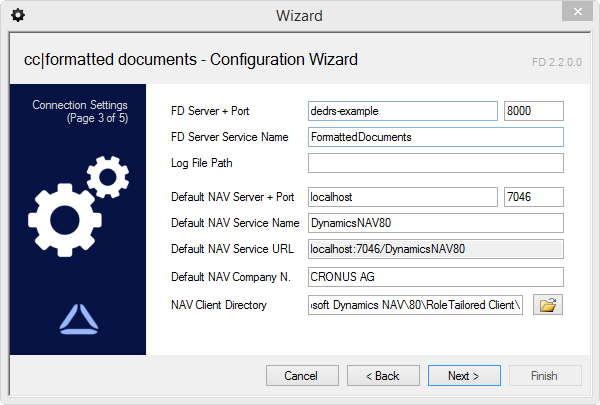 Wizard
cc|formatted documents - Configuration Wizard
FD 2.2.0.0
Connection Settings
(Page 3 of 5)
FD Server + Port dedrs-example 8000
FD Server Service Name FormattedDocuments
Log File Path
Default NAV Server + Port localhost 7046
Default NAV Service Name DynamicsNAV80
Default NAV Service URL localhost:7046/DynamicsNAV80
Default NAV Company N. CRONUS AG
NAV Client Directory osoft Dynamics NAV\80\RoleTailored Client\
Cancel < Back Next > Finish